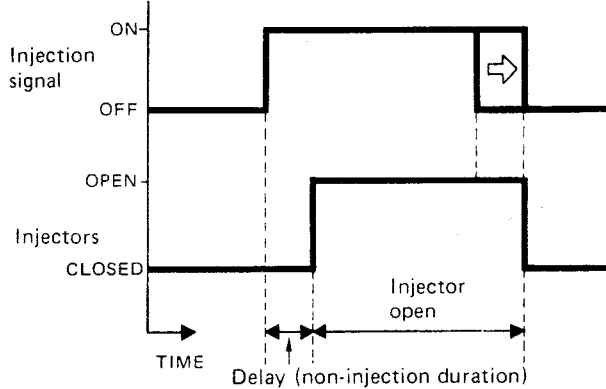 ON
Injection
signal
OFF
OPEN
Injectors
CLOSED
Injector
open
TIME
Delay (non-injection duration)